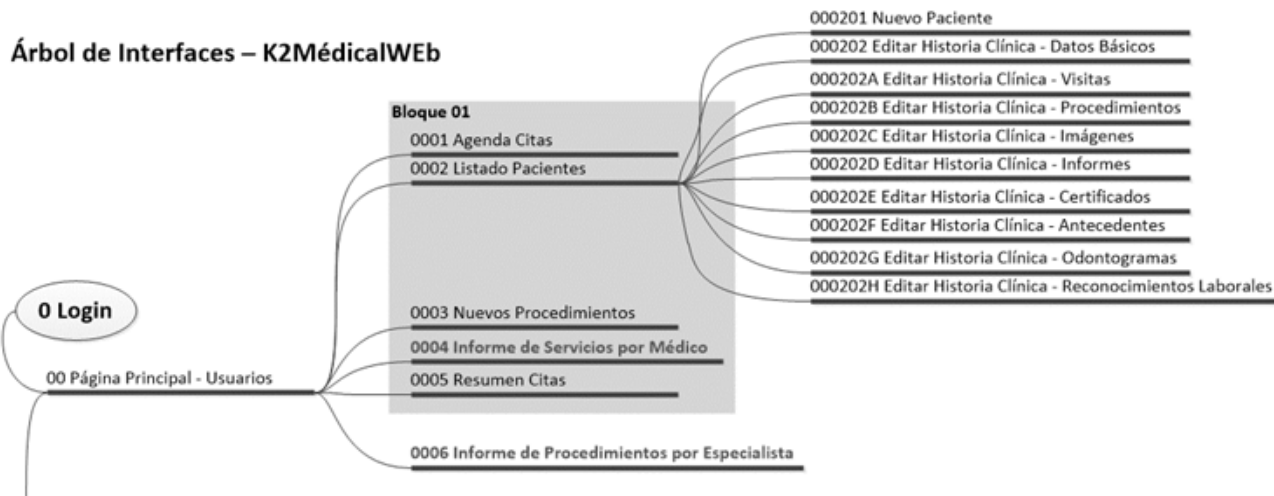 Árbol de Interfaces – K2MédicalWEb
0 Login
00 Página Principal - Usuarios
Bloque 01
0001 Agenda Citas
0002 Listado Pacientes
0003 Nuevos Procedimientos
0004 Informe de Servicios por Médico
0005 Resumen Citas
0006 Informe de Procedimientos por Especialista
000201 Nuevo Paciente
000202 Editar Historia Clínica - Datos Básicos
000202A Editar Historia Clínica - Visitas
000202B Editar Historia Clínica - Procedimientos
000202C Editar Historia Clínica - Imágenes
000202D Editar Historia Clínica - Informes
000202E Editar Historia Clínica - Certificados
000202F Editar Historia Clínica - Antecedentes
000202G Editar Historia Clínica - Odontogramas
000202H Editar Historia Clínica - Reconocimientos Laborales